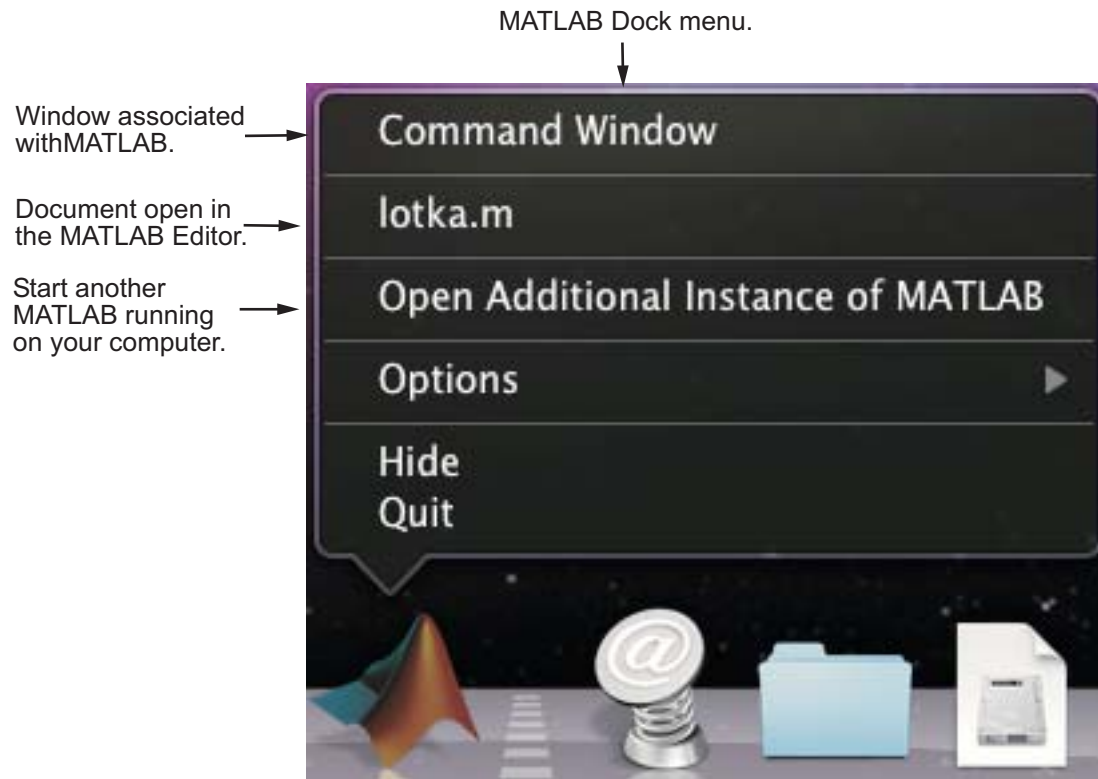 MATLAB Dock menu.
Window associated
withMATLAB.
Command Window
Document open in
the MATLAB Editor.
lotka.m
Start another
MATLAB running
on your computer.
Open Additional Instance of MATLAB
Options
Hide
Quit
@